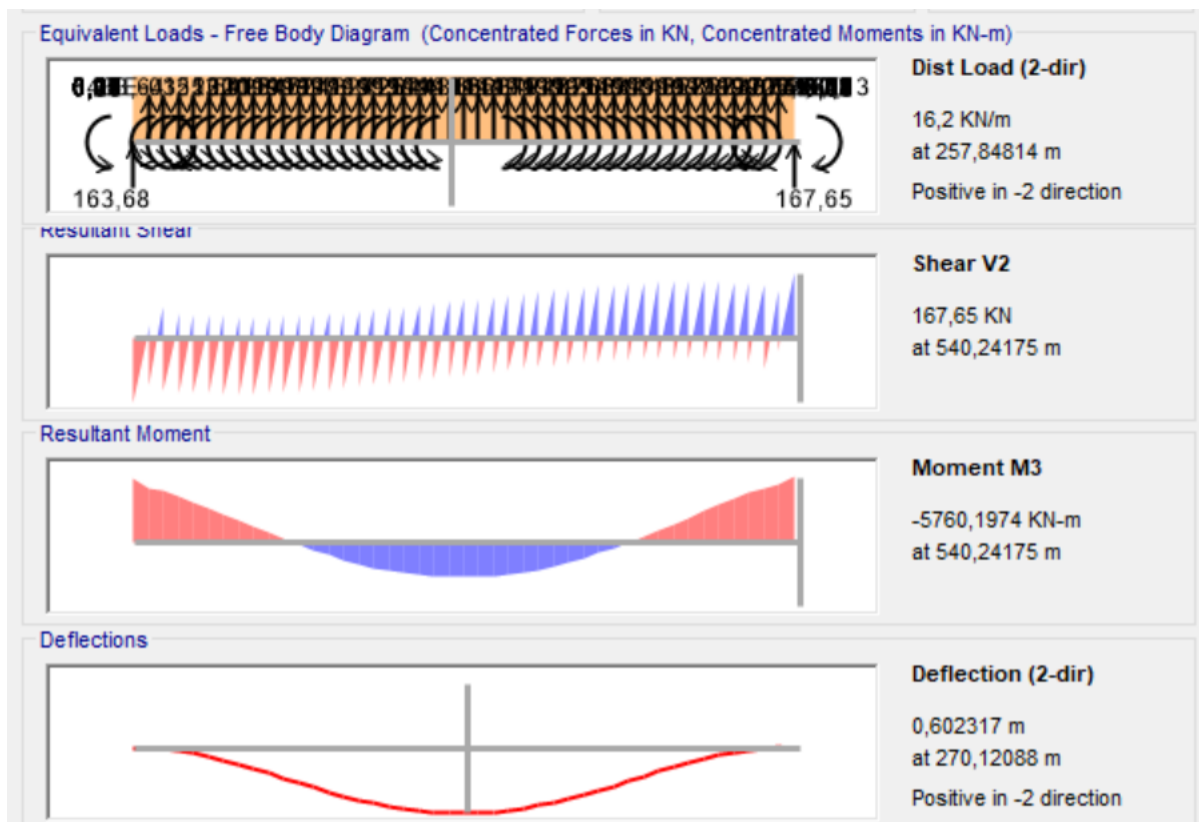 Equivalent Loads - Free Body Diagram (Concentrated Forces in KN, Concentrated Moments in KN-m)
Dist Load (2-dir)
16,2 KN/m
at 257,84814 m
Positive in -2 direction
163,68
167,65
Resultant Shear
Shear V2
167,65 KN
at 540,24175 m
Resultant Moment
Moment M3
-5760,1974 KN-m
at 540,24175 m
Deflections
Deflection (2-dir)
0,602317 m
at 270,12088 m
Positive in -2 direction